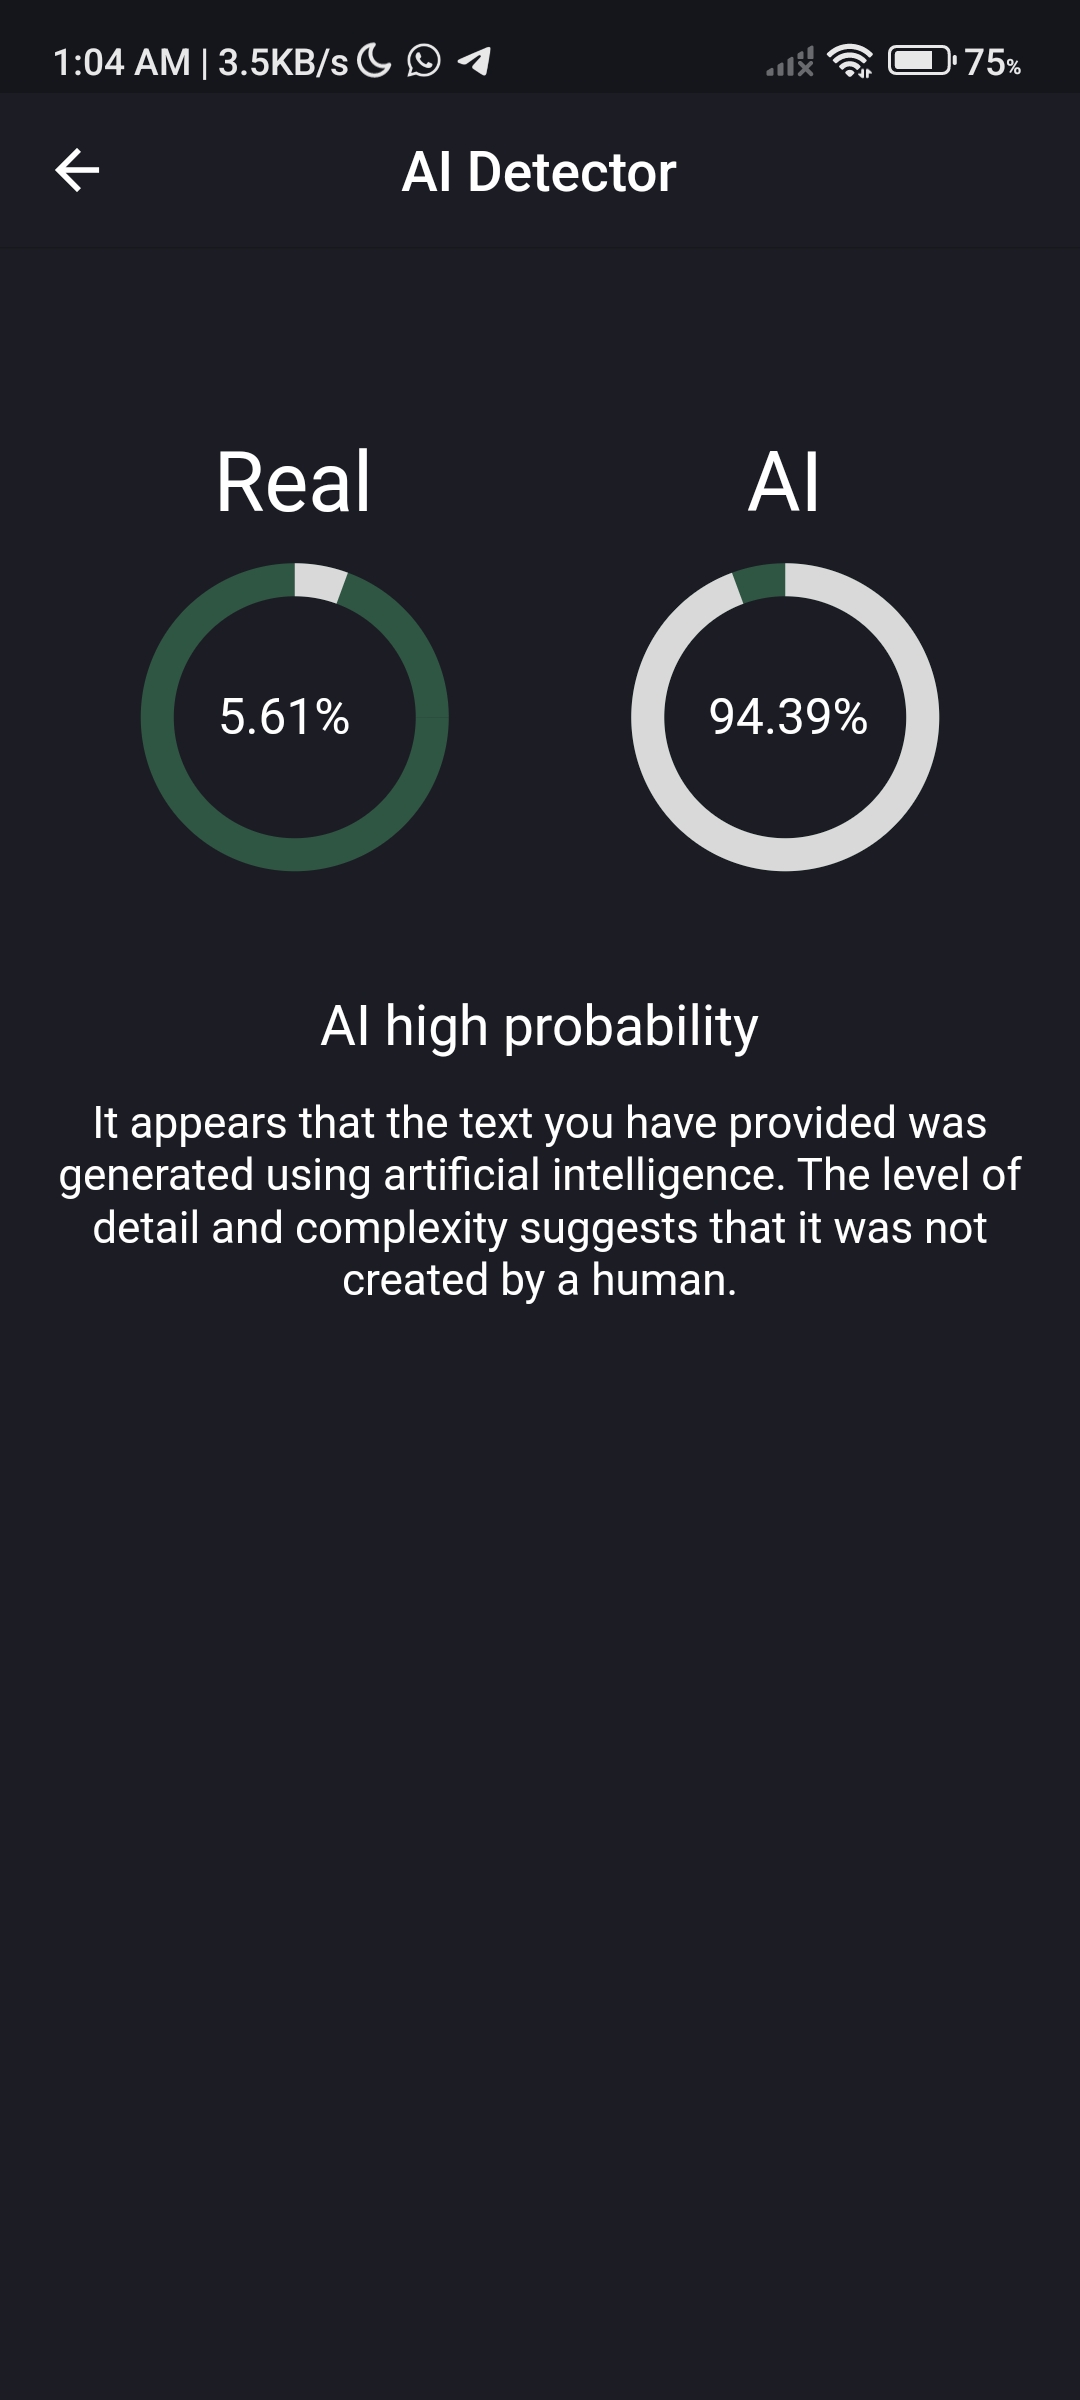 1:04 AM | 3.5KB/s 75%
AI Detector
Real AI
5.61% 94.39%
AI high probability
It appears that the text you have provided was
generated using artificial intelligence. The level of
detail and complexity suggests that it was not
created by a human.